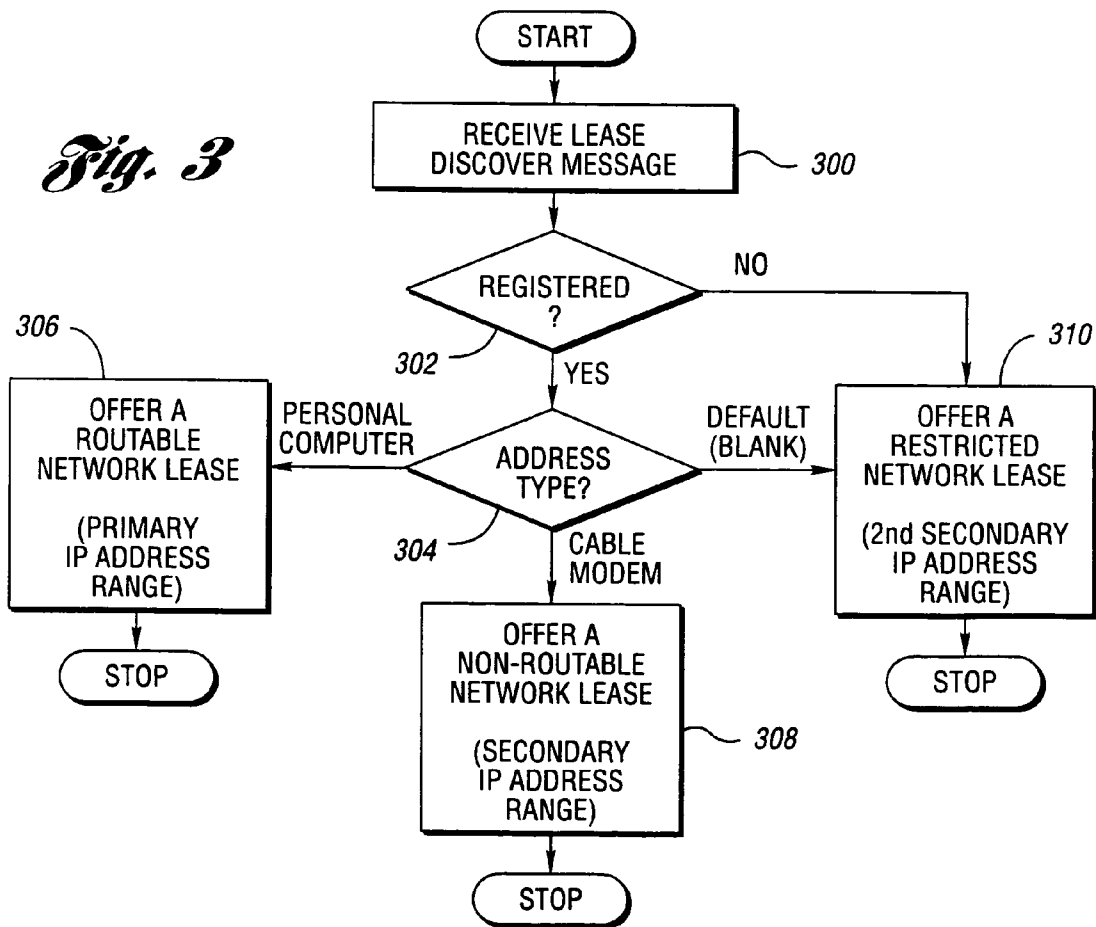 START
Fig. 3
RECEIVE LEASE
DISCOVER MESSAGE
300
REGISTERED
?
NO
302
YES
306
310
OFFER A
ROUTABLE
NETWORK LEASE
(PRIMARY
IP ADDRESS
RANGE)
PERSONAL
COMPUTER
ADDRESS
TYPE?
DEFAULT
(BLANK)
OFFER A
RESTRICTED
NETWORK LEASE
(2nd SECONDARY
IP ADDRESS
RANGE)
304
CABLE
MODEM
STOP
OFFER A
NON-ROUTABLE
NETWORK LEASE
(SECONDARY
IP ADDRESS
RANGE)
308
STOP
STOP